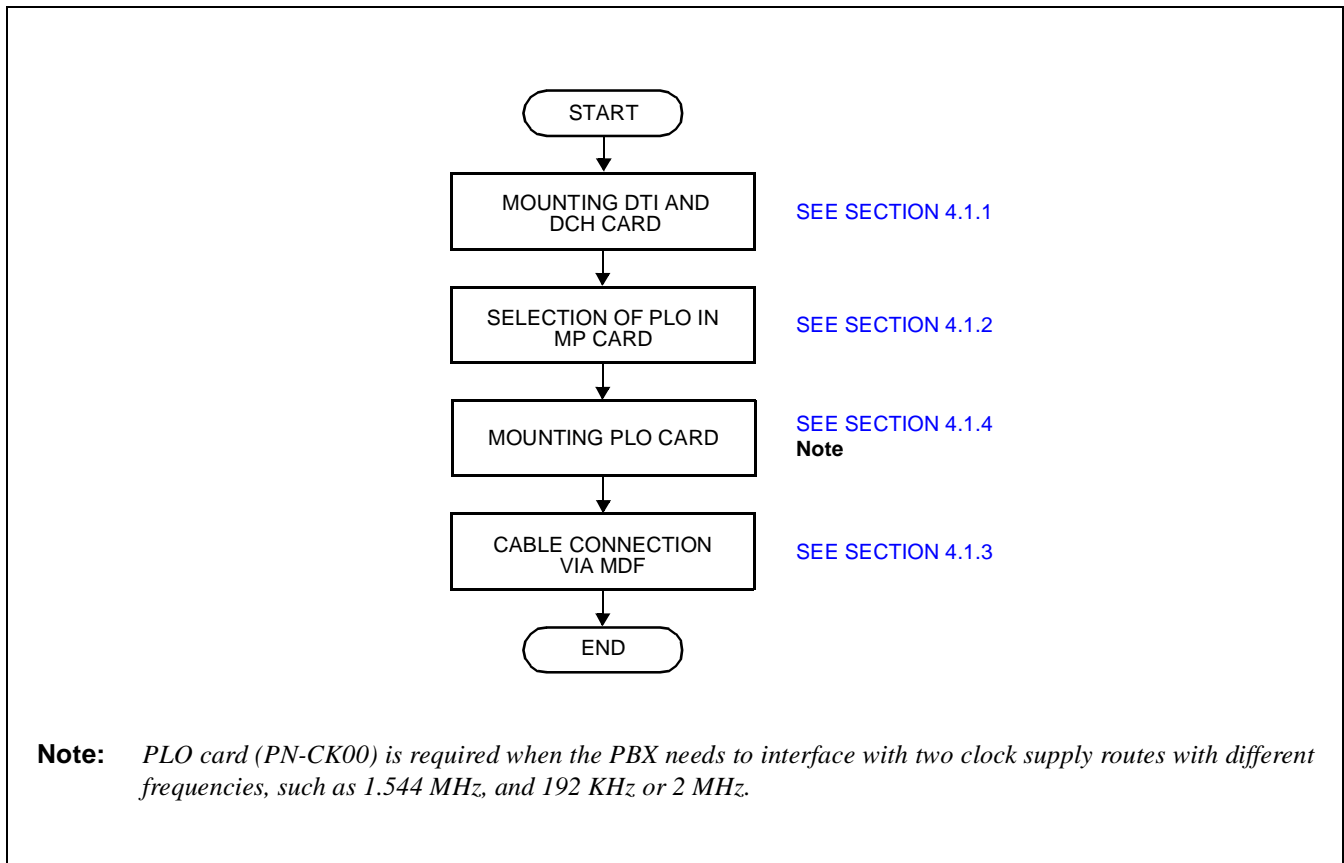 START
MOUNTING DTI AND
DCH CARD
SEE SECTION 4.1.1
SELECTION OF PLO IN
MP CARD
SEE SECTION 4.1.2
MOUNTING PLO CARD
SEE SECTION 4.1.4
Note
CABLE CONNECTION
VIA MDF
SEE SECTION 4.1.3
END
Note: PLO card (PN-CK00) is required when the PBX needs to interface with two clock supply routes with different
frequencies, such as 1.544 MHz, and 192 KHz or 2 MHz.